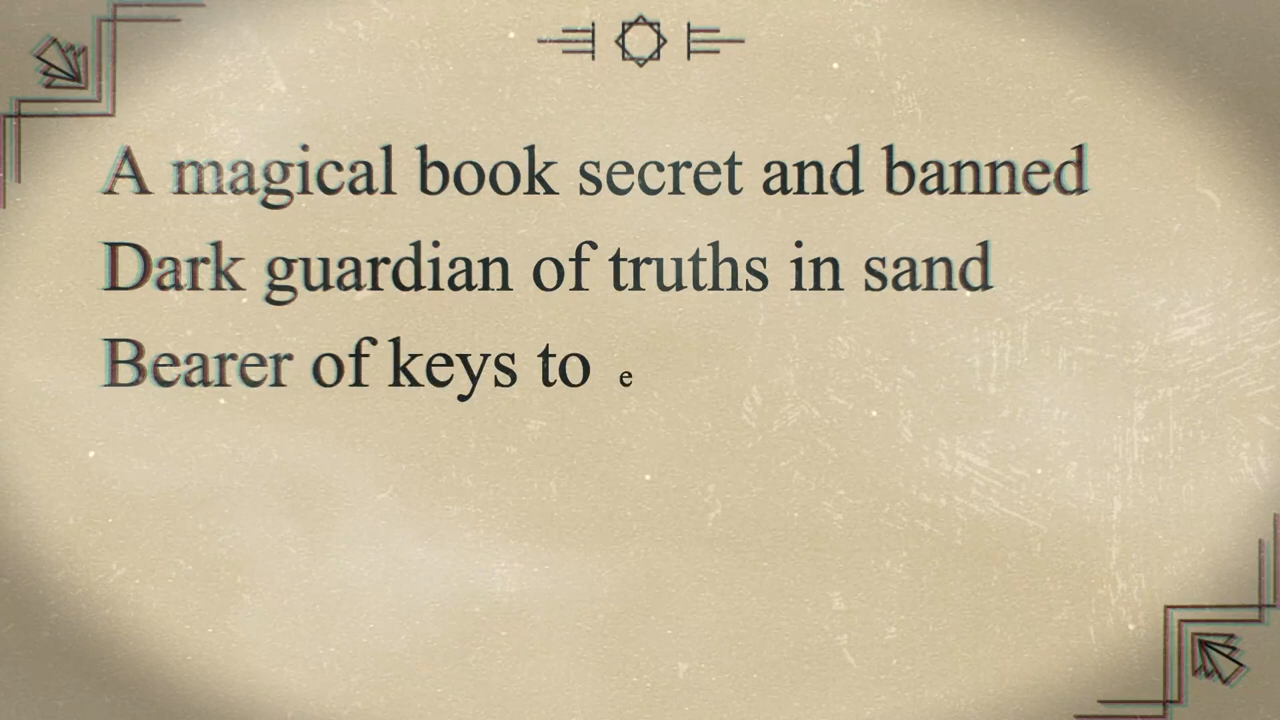 A magical book secret and banned
Dark guardian of truths in sand
Bearer of keys to e